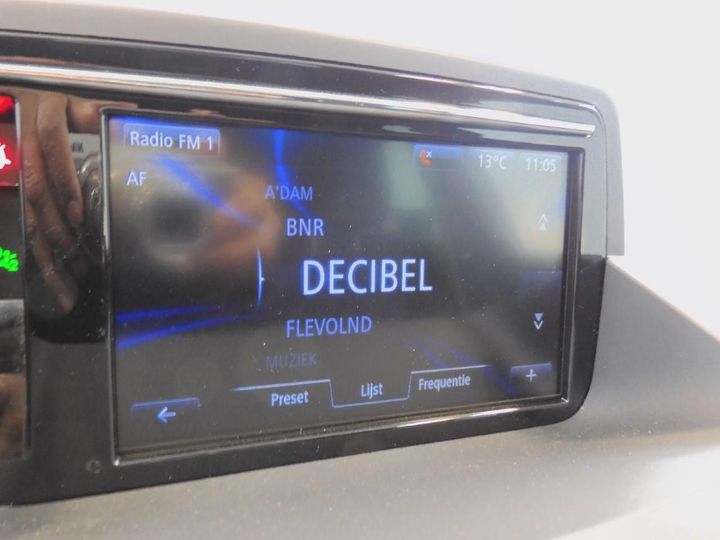 Radio FM 1
13°C 11:05
AF
A'DAM
BNR
DECIBEL
FLEVOLND
MUZIEK
Preset Lijst Frequentie +